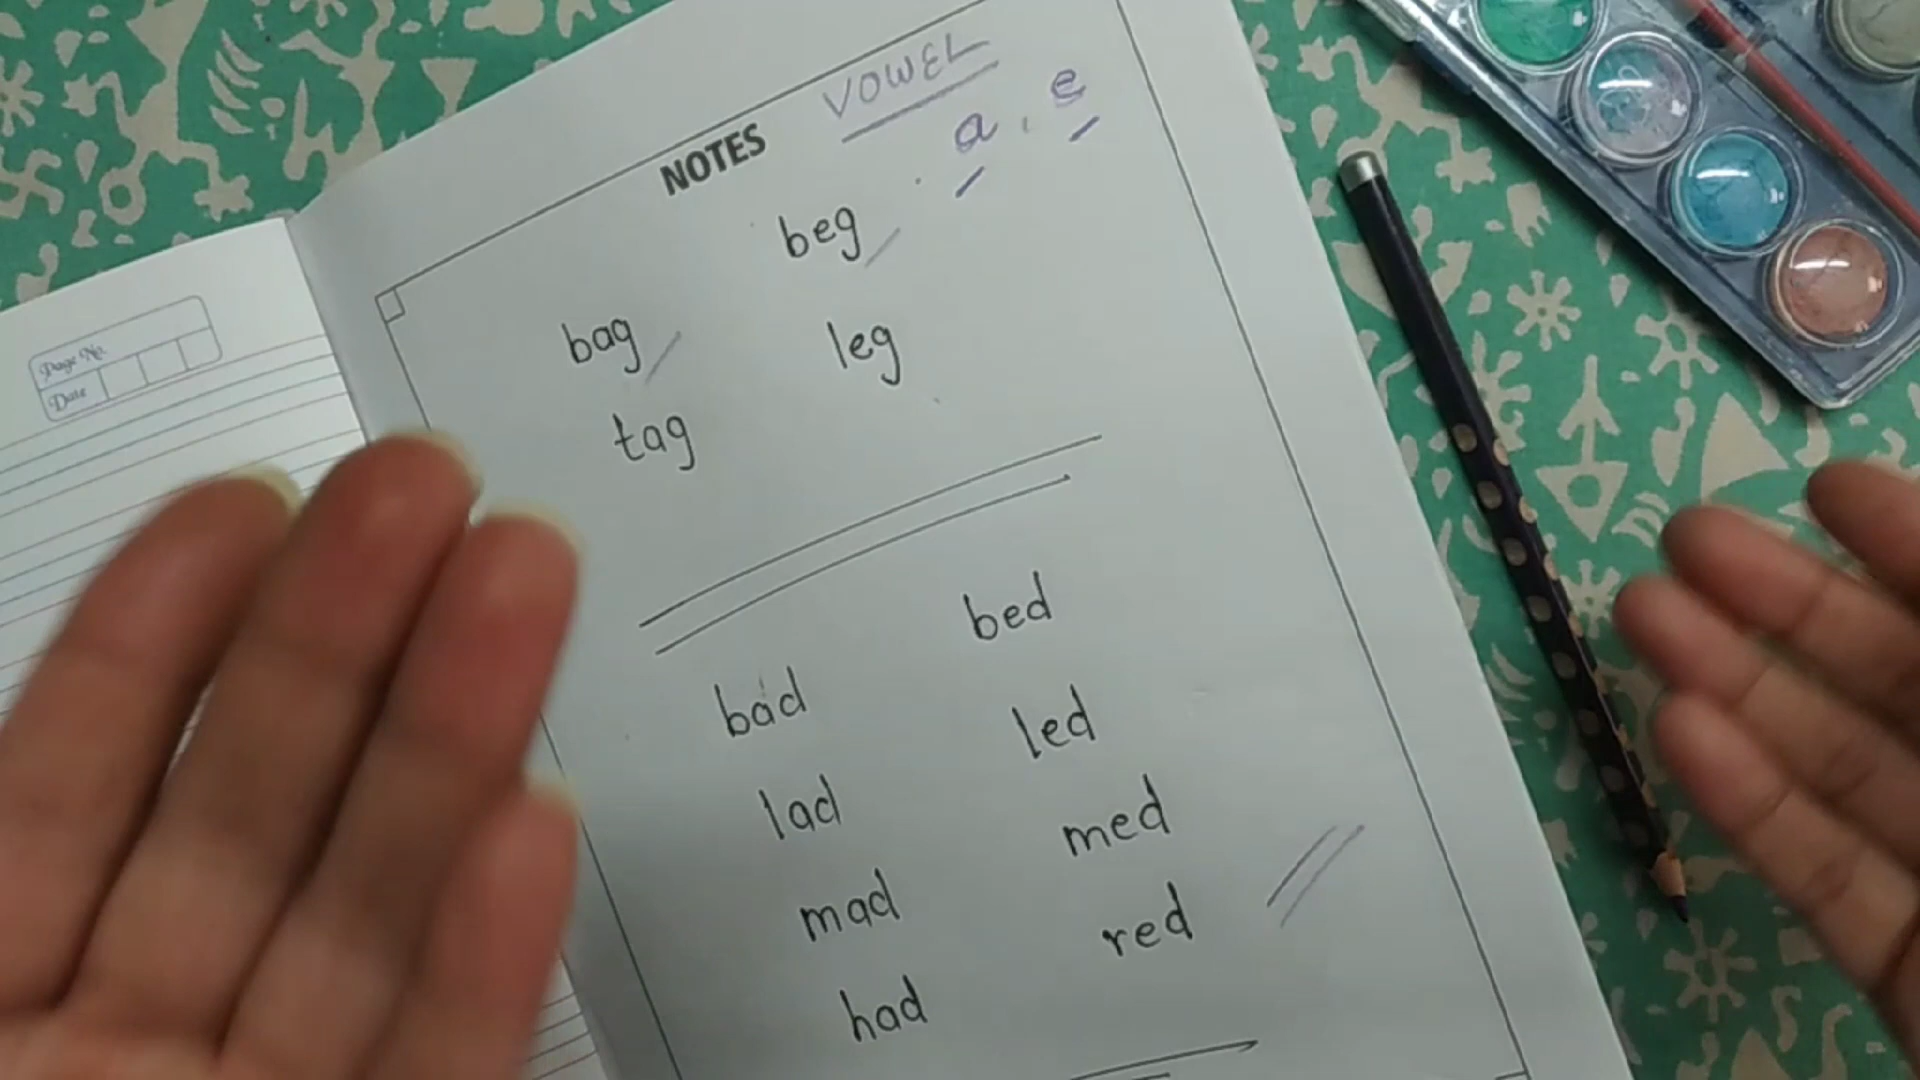 VOWEL
NOTES
a, e
beg
bag
leg
tag
bed
bad
led
lad
med
mad
red
had
Page No.
Date